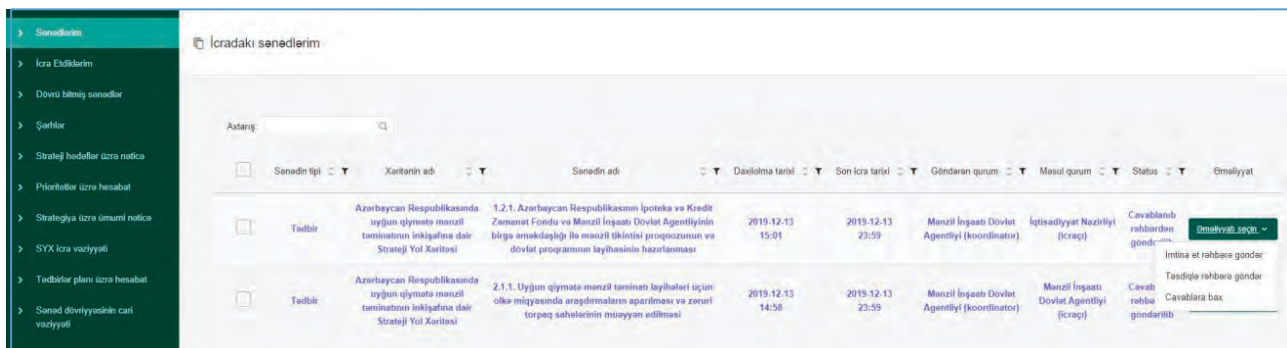 Sənədlərim
İcradakı sənədlərim
İcra Etdiklərim
Dövrü bitmiş sənədlər
Şərhlər
Strateji hədəflər üzrə nəticə
Prioritetlər üzrə hesabat
Strategiya üzrə ümumi nəticə
SYX icra vəziyyəti
Tədbirlər planı üzrə hesabat
Sənəd dövriyyəsinin cari
vəziyyəti
Axtarış:
Sənədin tipi Xəritənin adı Sənədin adı Daxilolma tarixi Son icra tarixi Göndərən qurum Məsul qurum Status Əməliyyat
Tədbir
Azərbaycan Respublikasında
uyğun qiymətə mənzil
təminatının inkişafına dair
Strateji Yol Xəritəsi
1.2.1. Azərbaycan Respublikasının İpoteka və Kredit
Zəmanət Fondu və Mənzil İnşaatı Dövlət Agentliyinin
birgə əməkdaşlığı ilə mənzil tikintisi proqnozunun və
dövlət proqramının layihəsinin hazırlanması
2019-12-13
15:01
2019-12-13
23:59
Mənzil İnşaatı Dövlət
Agentliyi (koordinator)
İqtisadiyyat Nazirliyi
(icraçı)
Cavablanıb
rəhbərdən
Əməliyyatı seçin
İmtina et rəhbərə göndər
Təsdiqlə rəhbərə göndər
Cavablara bax
Tədbir
Azərbaycan Respublikasında
uyğun qiymətə mənzil
təminatının inkişafına dair
Strateji Yol Xəritəsi
2.1.1. Uyğun qiymətə mənzil təminatı layihələri üçün
ölkə miqyasında araşdırmaların aparılması və zəruri
torpaq sahələrinin müəyyən edilməsi
2019-12-13
14:58
2019-12-13
23:59
Mənzil İnşaatı Dövlət
Agentliyi (koordinator)
Mənzil İnşaatı
Dövlət Agentliyi
(icraçı)
göndərilib